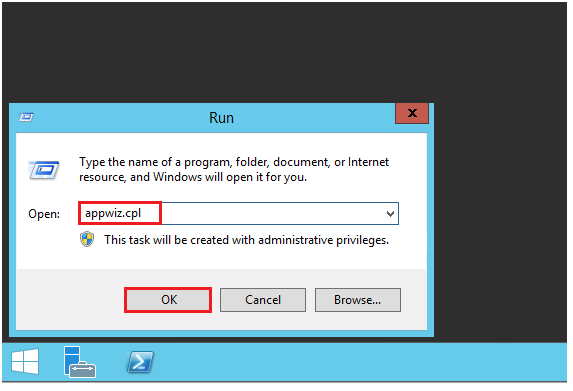 Run
x
Type the name of a program, folder, document, or Internet
resource, and Windows will open it for you.
Open: appwiz.cpl
This task will be created with administrative privileges.
OK Cancel Browse...